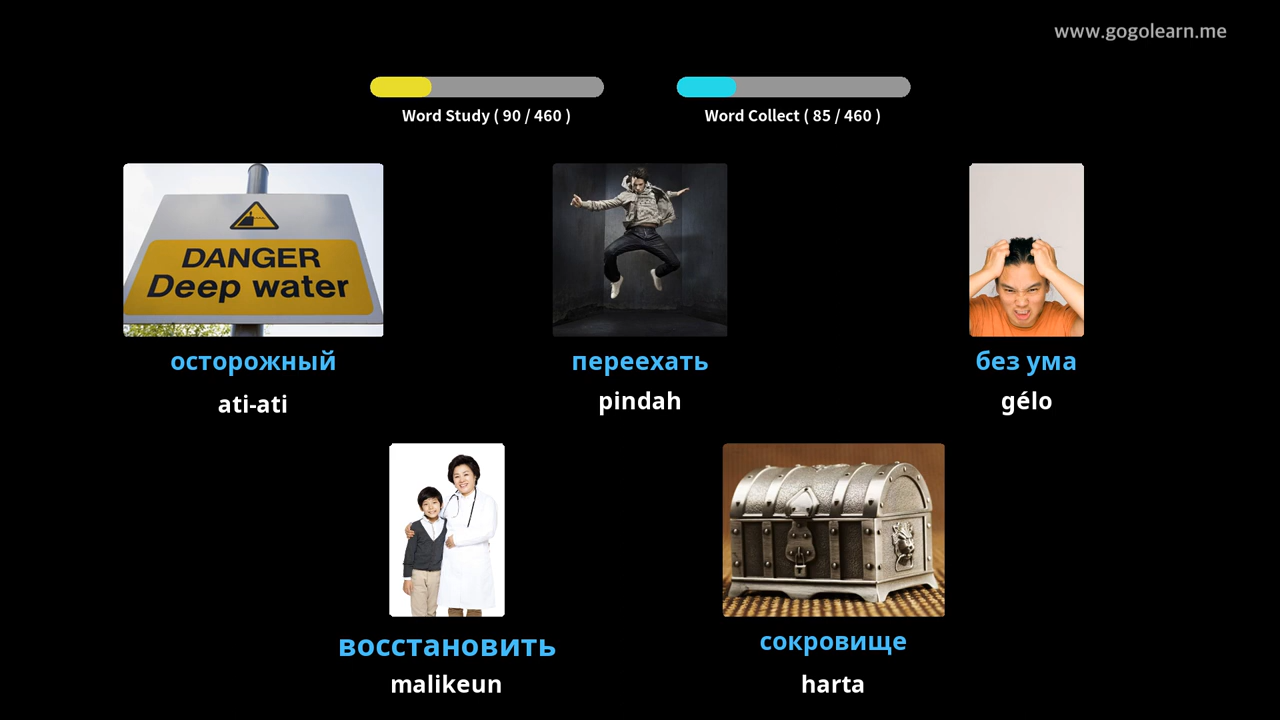 www.gogolearn.me
Word Study ( 90 / 460 )
Word Collect ( 85 / 460 )
DANGER
Deep water
осторожный
ati-ati
переехать
pindah
без ума
gélo
восстановить
malikeun
сокровище
harta